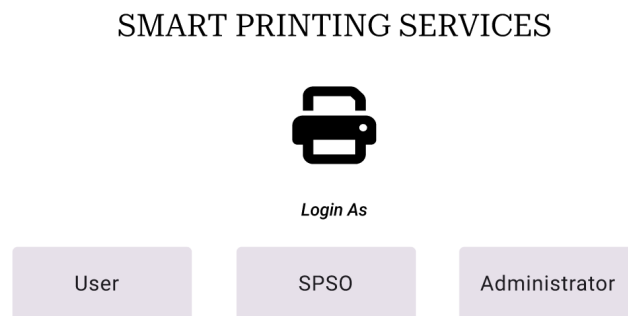 SMART PRINTING SERVICES
Login As
User SPSO Administrator